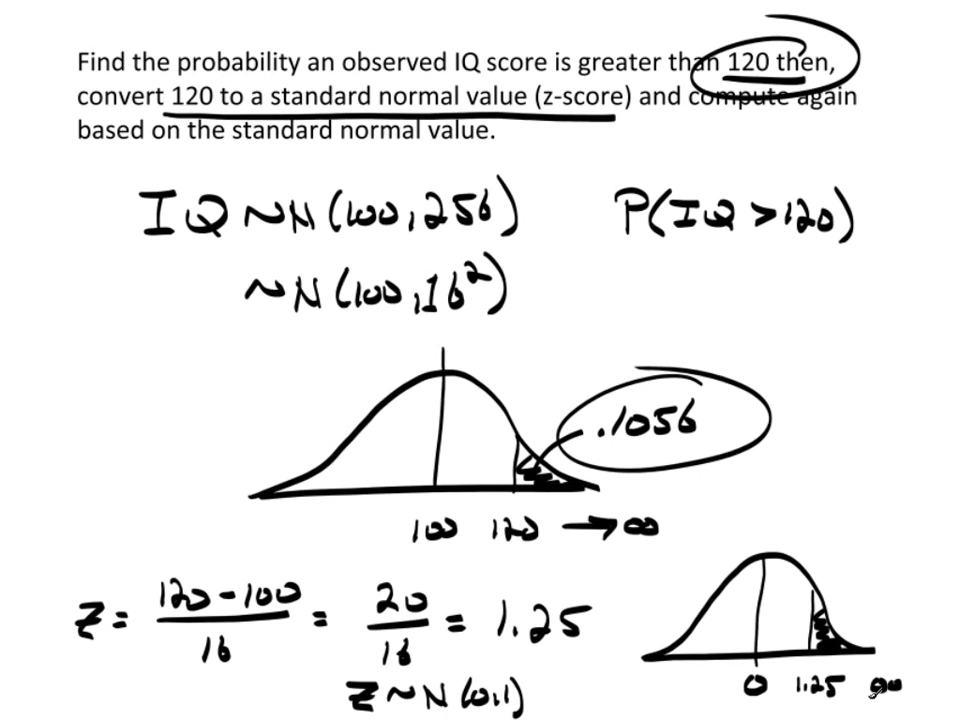 Find the probability an observed IQ score is greater than 120 then,
convert 120 to a standard normal value (z-score) and compute again
based on the standard normal value.
IQ ~N(100,256) P(IQ > 120)
~N(100,16²)
.1056
100 120 → ∞
Z = 120-100/16 = 20/16 = 1.25
0 1.25 ∞
Z~N(0,1)